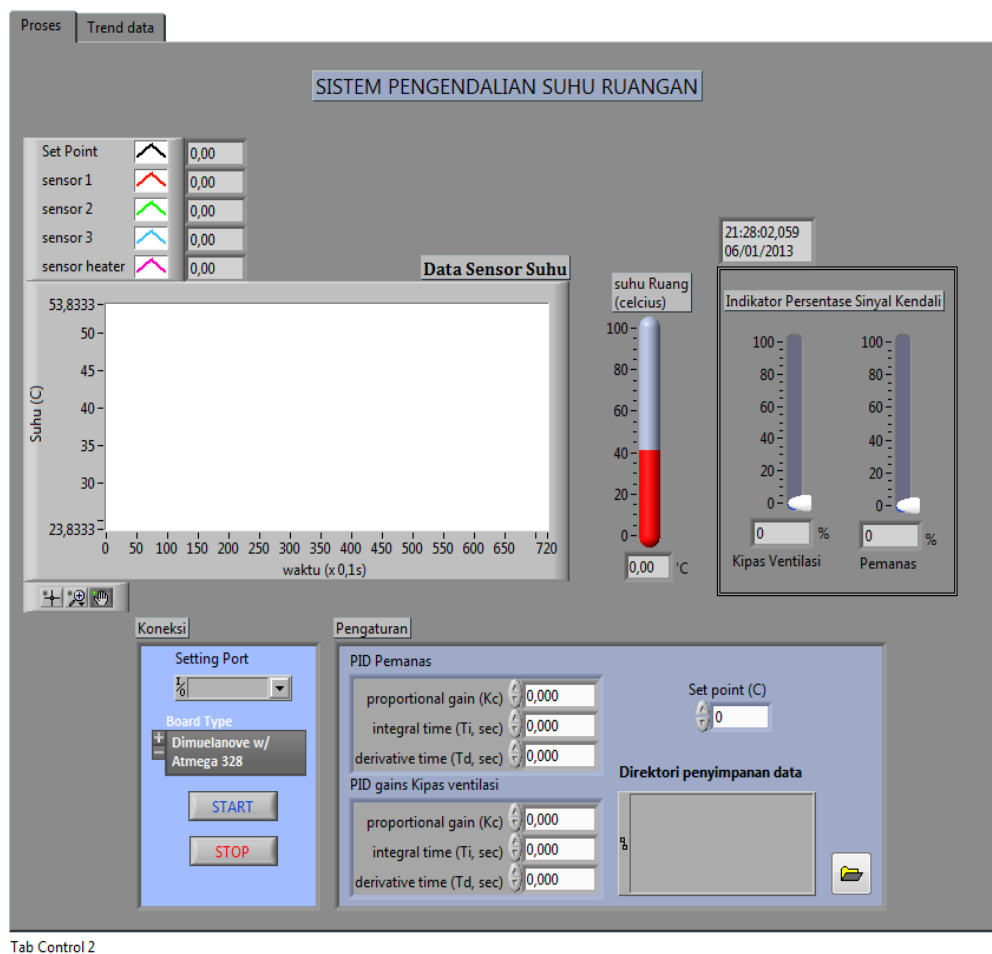 Proses
Trend data
SISTEM PENGENDALIAN SUHU RUANGAN
Set Point 0,00
sensor 1 0,00
sensor 2 0,00
sensor 3 0,00
sensor heater 0,00
Data Sensor Suhu
Suhu (C)
53,8333
50
45
40
35
30
23,8333
0 50 100 150 200 250 300 350 400 450 500 550 600 650 720
waktu (x 0,1s)
suhu Ruang
(celcius)
100
80
60
40
20
0
0,00 'C
21:28:02,059
06/01/2013
Indikator Persentase Sinyal Kendali
100
80
60
40
20
0
0 %
Kipas Ventilasi
100
80
60
40
20
0
0 %
Pemanas
Koneksi
Setting Port
I/O
Board Type
Dimuelanove w/
Atmega 328
START
STOP
Pengaturan
PID Pemanas
proportional gain (Kc) 0,000
integral time (Ti, sec) 0,000
derivative time (Td, sec) 0,000
PID gains Kipas ventilasi
proportional gain (Kc) 0,000
integral time (Ti, sec) 0,000
derivative time (Td, sec) 0,000
Set point (C)
0
Direktori penyimpanan data
Tab Control 2